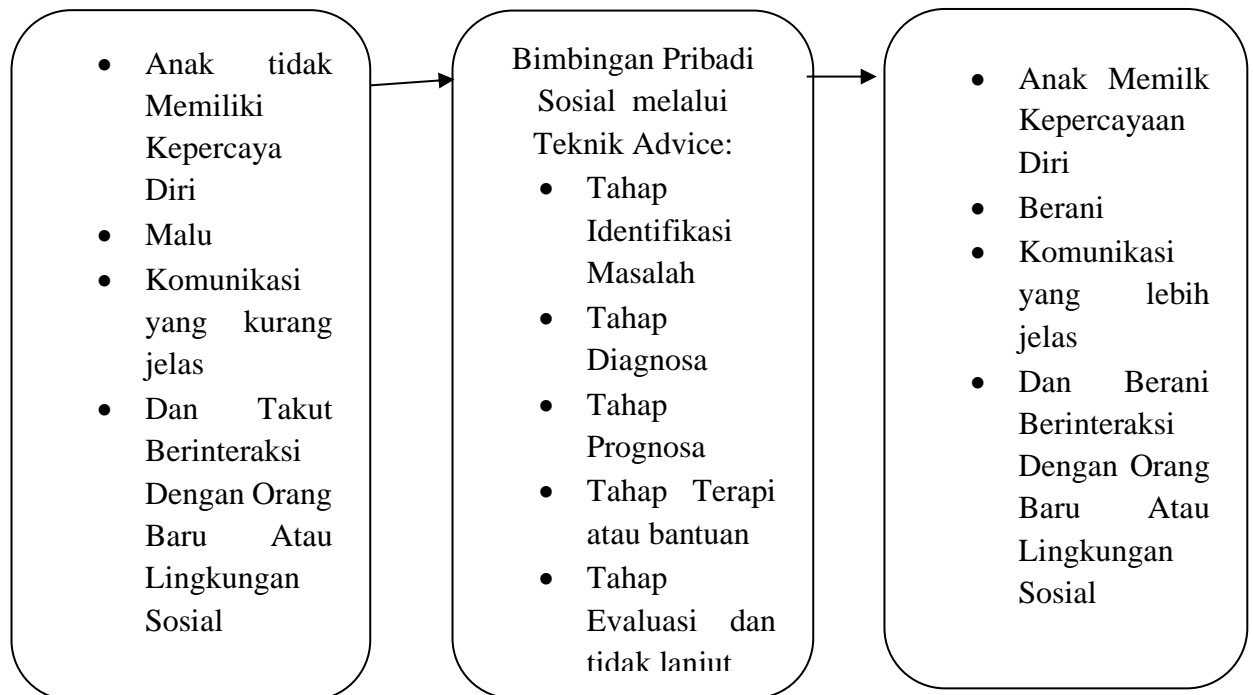 • Anak tidak
Memiliki
Kepercaya
Diri
• Malu
• Komunikasi
yang kurang
jelas
• Dan Takut
Berinteraksi
Dengan Orang
Baru Atau
Lingkungan
Sosial
Bimbingan Pribadi
Sosial melalui
Teknik Advice:
• Tahap
Identifikasi
Masalah
• Tahap
Diagnosa
• Tahap
Prognosa
• Tahap Terapi
atau bantuan
• Tahap
Evaluasi dan
tidak lanjut
• Anak Memilk
Kepercayaan
Diri
• Berani
• Komunikasi
yang lebih
jelas
• Dan Berani
Berinteraksi
Dengan Orang
Baru Atau
Lingkungan
Sosial